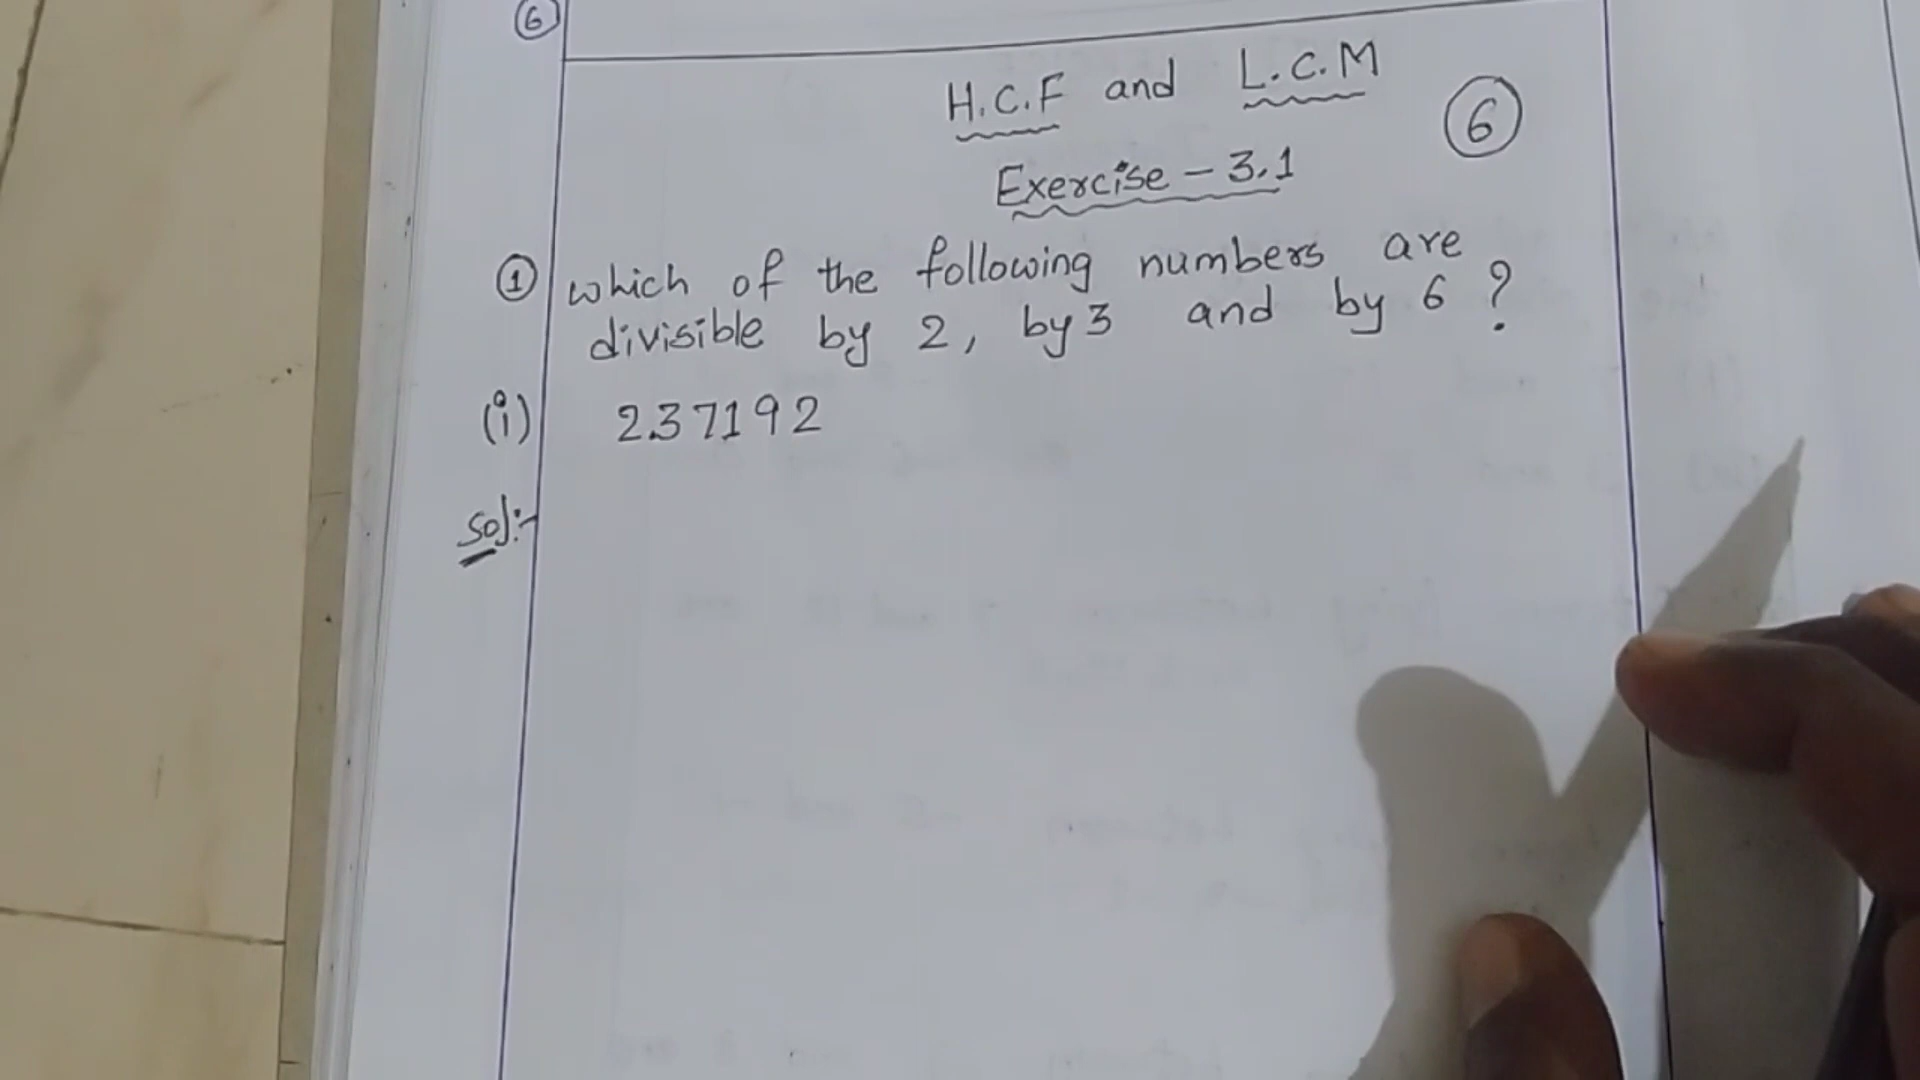 6
H.C.F and L.C.M
6
Exercise - 3.1
1 which of the following numbers are
divisible by 2, by 3 and by 6 ?
(i) 237192
Sol:-